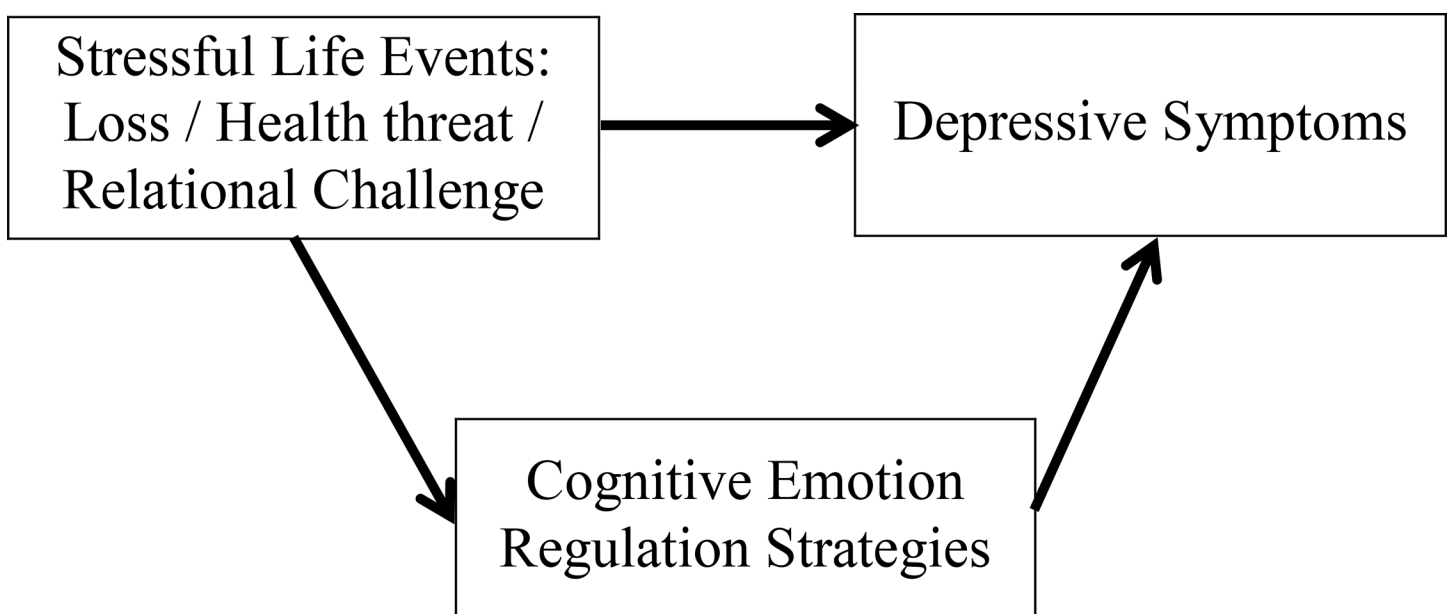 Stressful Life Events:
Loss / Health threat /
Relational Challenge
Depressive Symptoms
Cognitive Emotion
Regulation Strategies